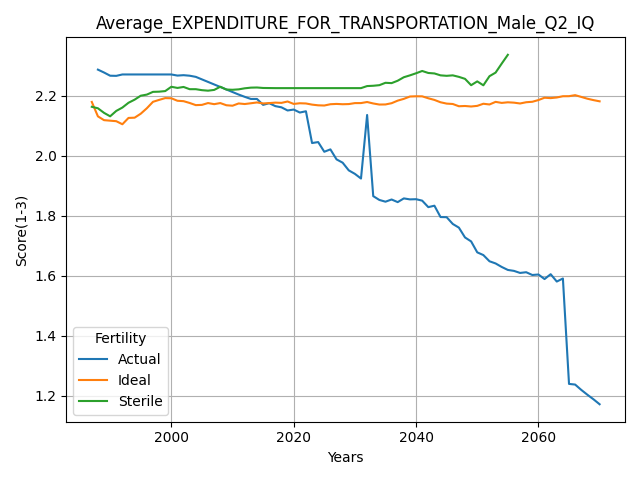 Average_EXPENDITURE_FOR_TRANSPORTATION_Male_Q2_IQ
Score(1-3)
2.2
2.0
1.8
1.6
1.4
1.2
Fertility
Actual
Ideal
Sterile
2000
2020
2040
2060
Years